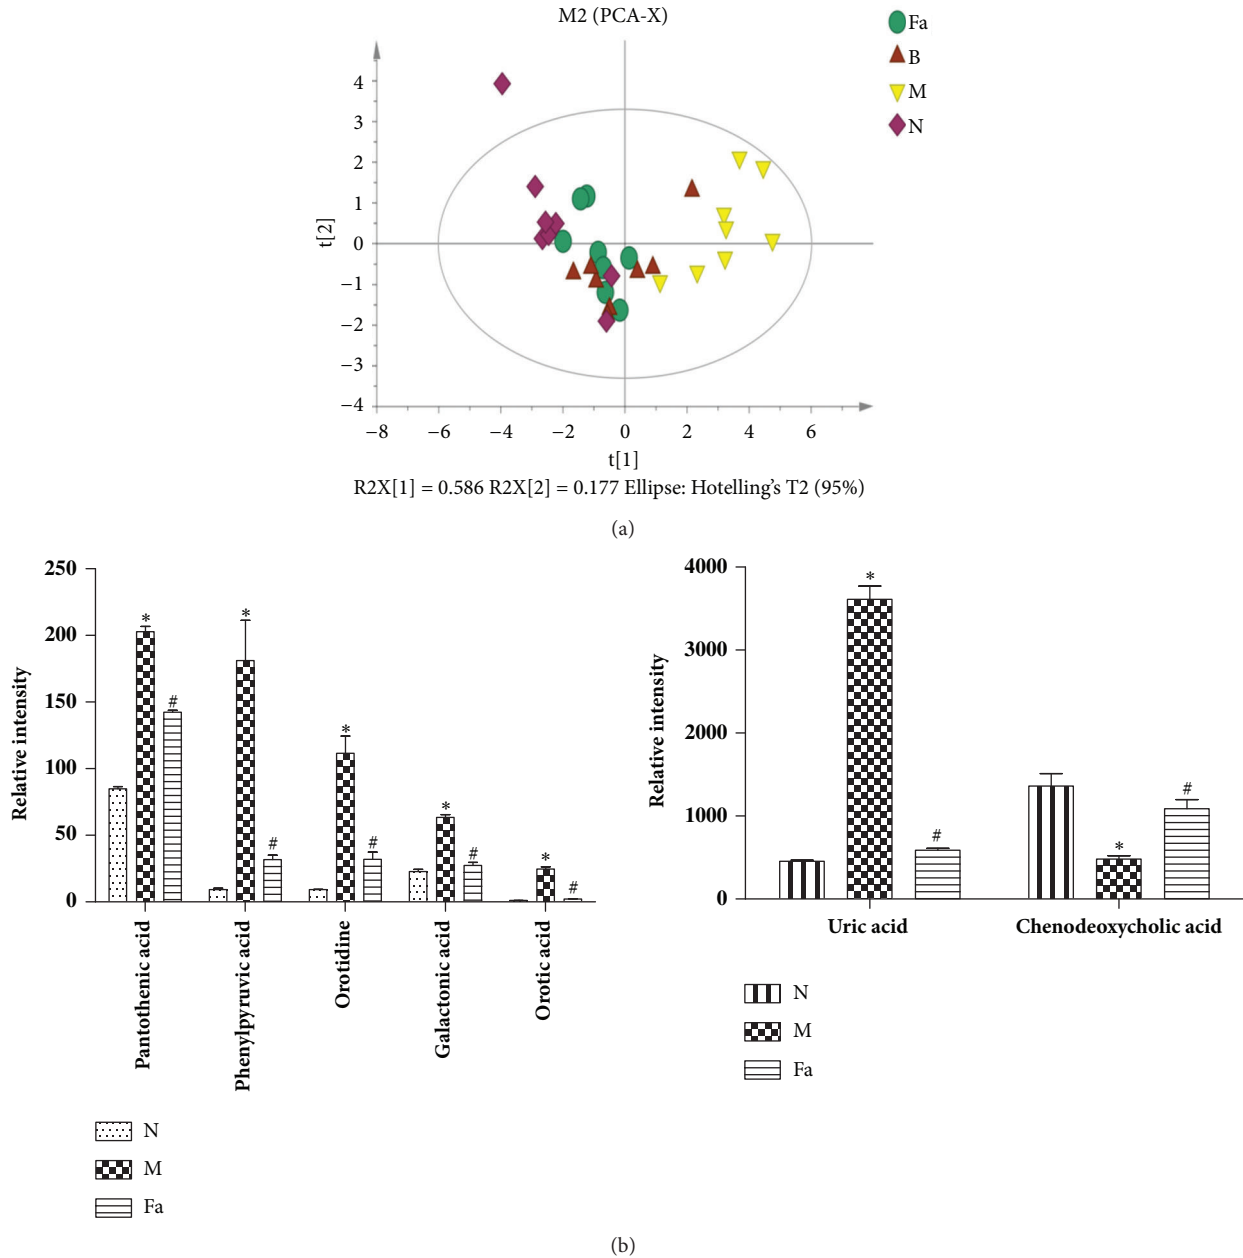 M2 (PCA-X)
Fa
B
M
N
4
3
2
1
0
−1
−2
−3
−4
t[2]
−8 −6 −4 −2 0 2 4 6
t[1]
R2X[1] = 0.586 R2X[2] = 0.177 Ellipse: Hotelling's T2 (95%)
(a)
250
200
150
100
50
0
Relative intensity
* # * # * # * # * #
Pantothenic acid
Phenylpyruvic acid
Orotidine
Galactonic acid
Orotic acid
N
M
Fa
4000
3000
2000
1000
0
Relative intensity
* # * #
Uric acid Chenodeoxycholic acid
N
M
Fa
(b)